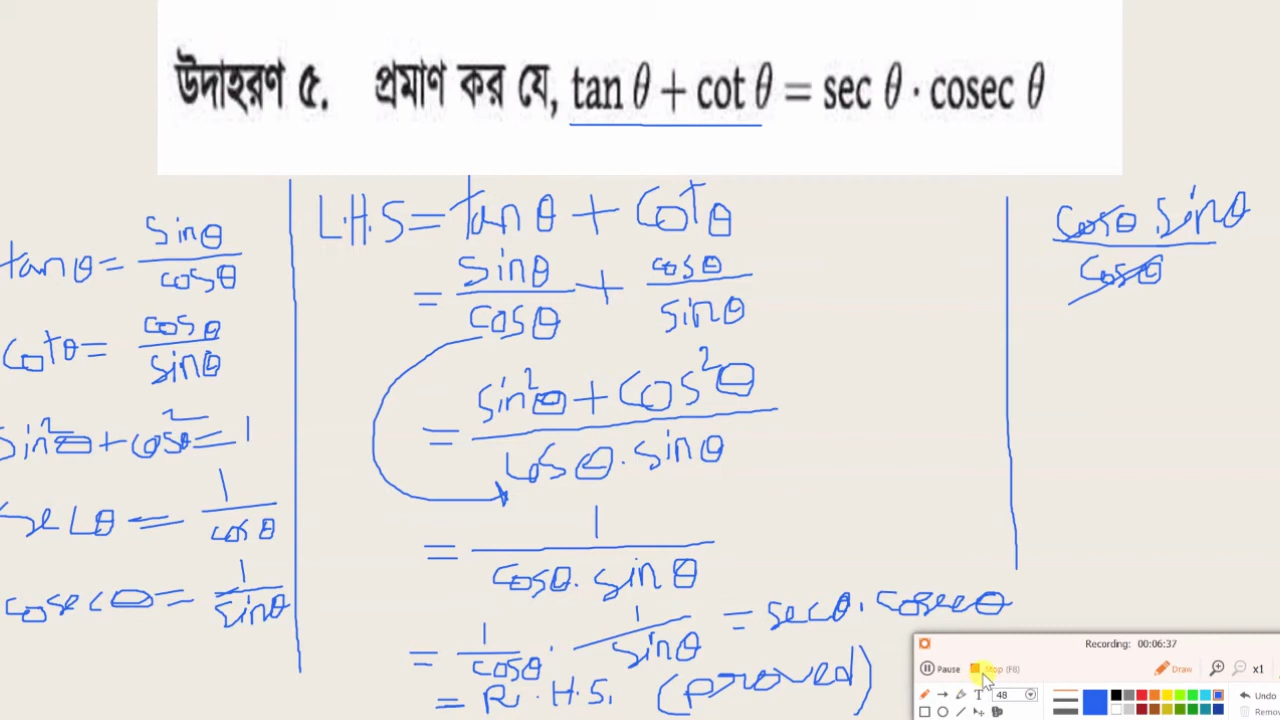 উদাহরণ ৫. প্রমাণ কর যে, tan θ + cot θ = sec θ · cosec θ
tanθ = sinθ/cosθ
cotθ = cosθ/sinθ
sin²θ + cos²θ = 1
secθ = 1/cosθ
cosecθ = 1/sinθ
L.H.S = tanθ + cotθ
= sinθ/cosθ + cosθ/sinθ
= sin²θ + cos²θ/cosθ.sinθ
= 1/cosθ.sinθ
= 1/cosθ · 1/sinθ = secθ.cosecθ
= R.H.S. (proved)
cosθ.sinθ/cosθ
Recording: 00:06:37
Pause Stop (F8) Draw x1
T 48 Undo